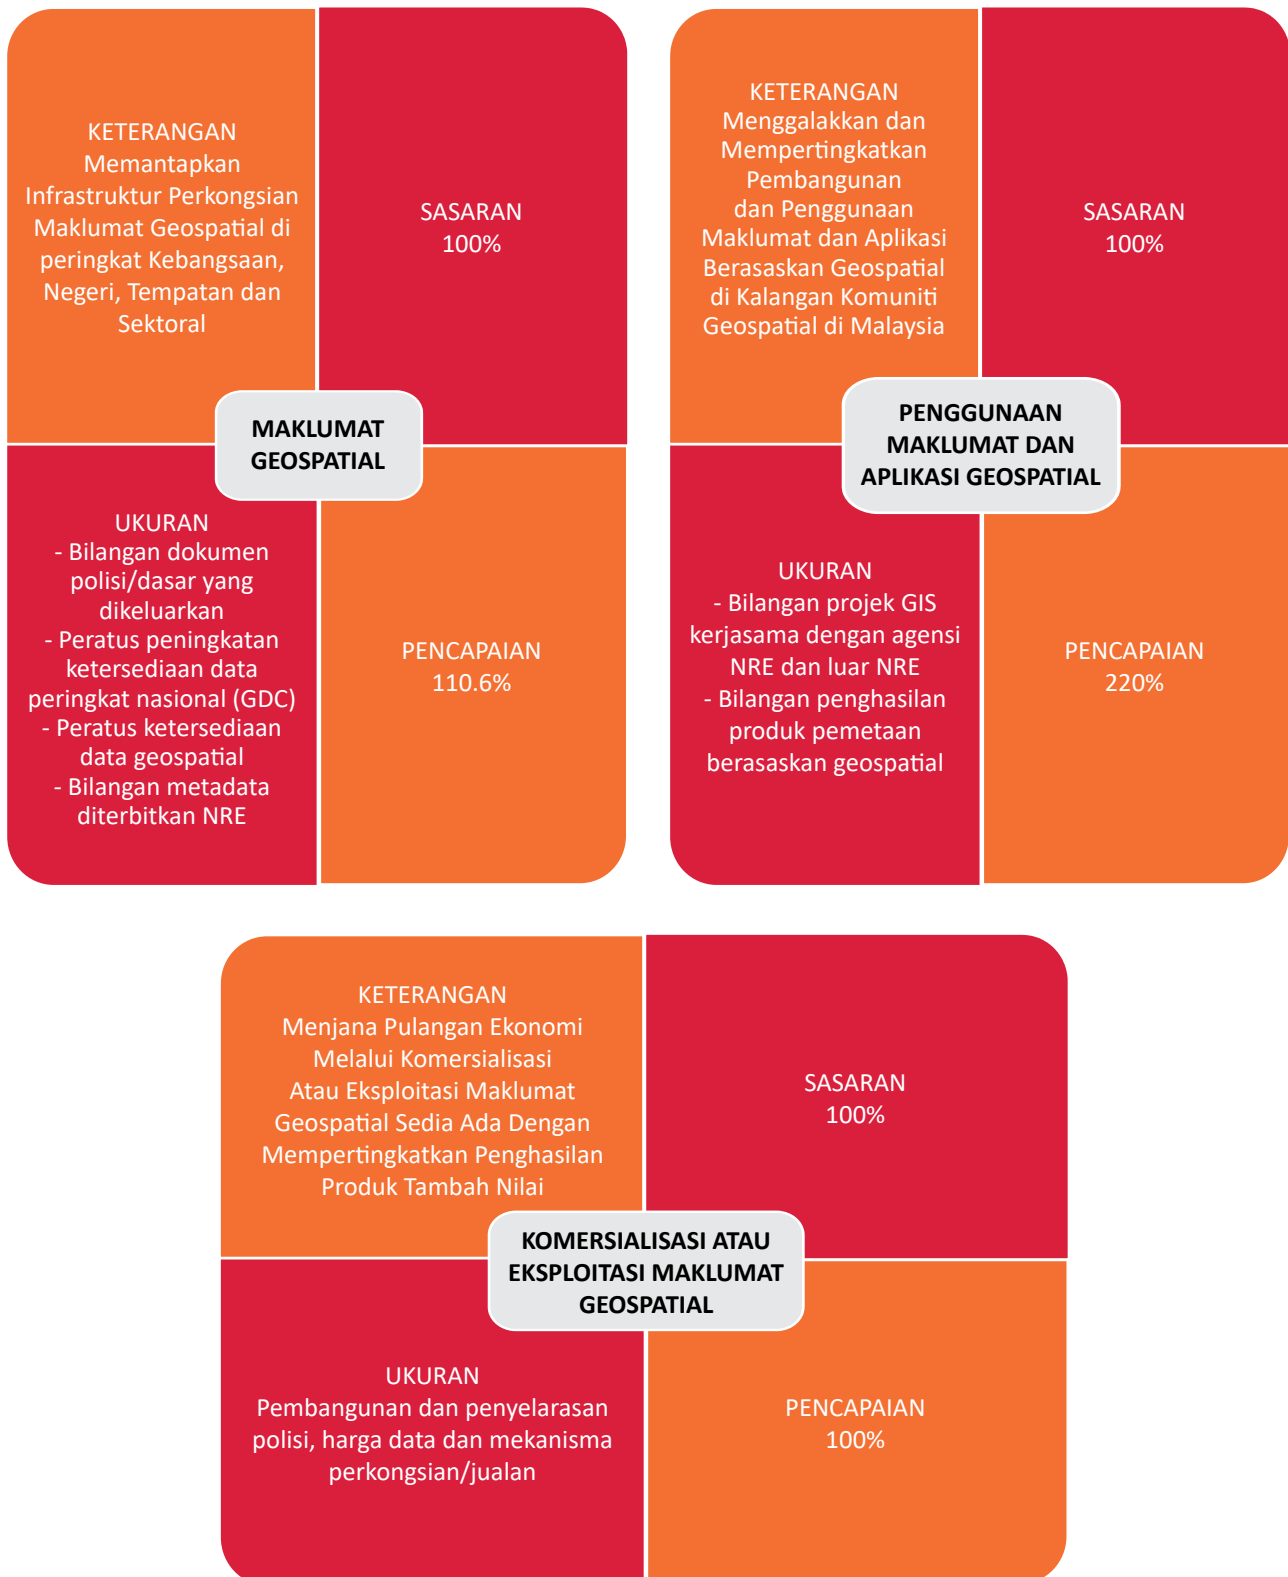 KETERANGAN
Memantapkan
Infrastruktur Perkongsian
Maklumat Geospatial di
peringkat Kebangsaan,
Negeri, Tempatan dan
Sektoral
SASARAN
100%
MAKLUMAT
GEOSPATIAL
UKURAN
- Bilangan dokumen
polisi/dasar yang
dikeluarkan
- Peratus peningkatan
ketersediaan data
peringkat nasional (GDC)
- Peratus ketersediaan
data geospatial
- Bilangan metadata
diterbitkan NRE
PENCAPAIAN
110.6%
KETERANGAN
Menggalakkan dan
Mempertingkatkan
Pembangunan
dan Penggunaan
Maklumat dan Aplikasi
Berasaskan Geospatial
di Kalangan Komuniti
Geospatial di Malaysia
SASARAN
100%
PENGGUNAAN
MAKLUMAT DAN
APLIKASI GEOSPATIAL
UKURAN
- Bilangan projek GIS
kerjasama dengan agensi
NRE dan luar NRE
- Bilangan penghasilan
produk pemetaan
berasaskan geospatial
PENCAPAIAN
220%
KETERANGAN
Menjana Pulangan Ekonomi
Melalui Komersialisasi
Atau Eksploitasi Maklumat
Geospatial Sedia Ada Dengan
Mempertingkatkan Penghasilan
Produk Tambah Nilai
SASARAN
100%
KOMERSIALISASI ATAU
EKSPLOITASI MAKLUMAT
GEOSPATIAL
UKURAN
Pembangunan dan penyelarasan
polisi, harga data dan mekanisma
perkongsian/jualan
PENCAPAIAN
100%